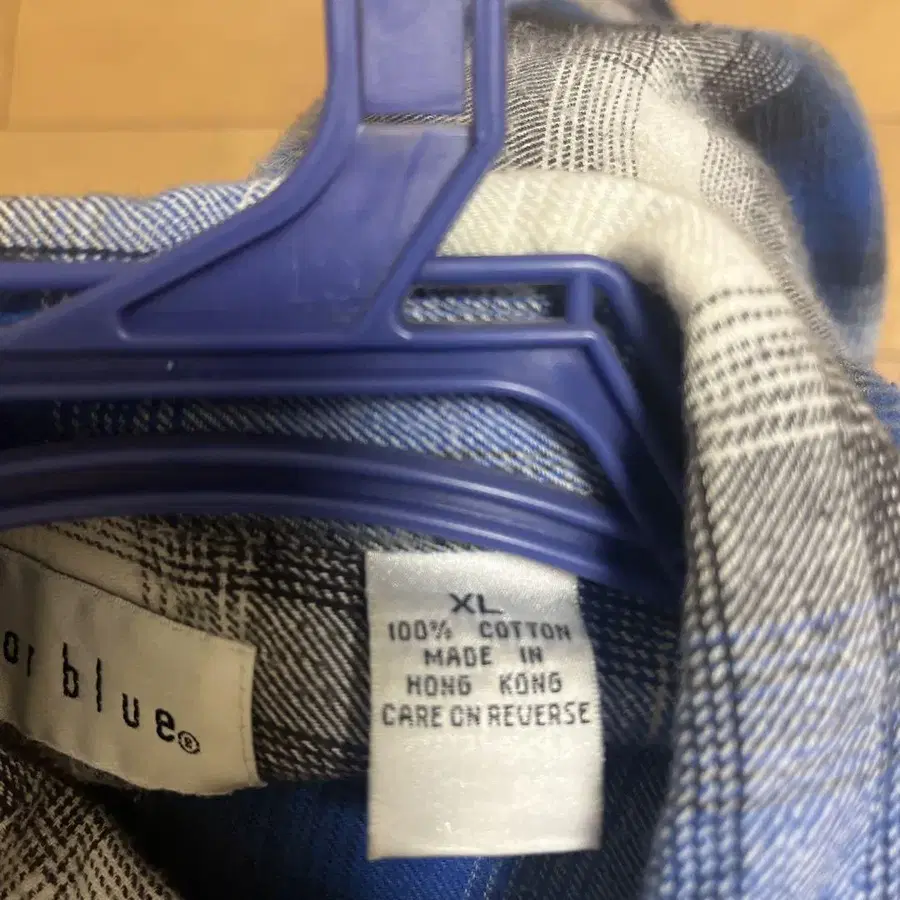 or blue®
XL
100% COTTON
MADE IN
HONG KONG
CARE ON REVERSE